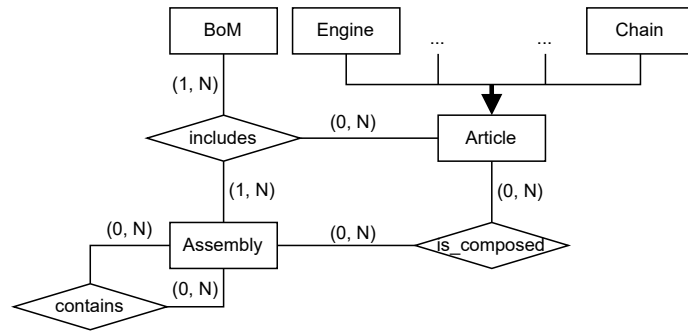 BoM
Engine
...
...
Chain
(1, N)
includes
(0, N)
Article
(1, N)
(0, N)
(0, N)
Assembly
(0, N)
is_composed
(0, N)
contains